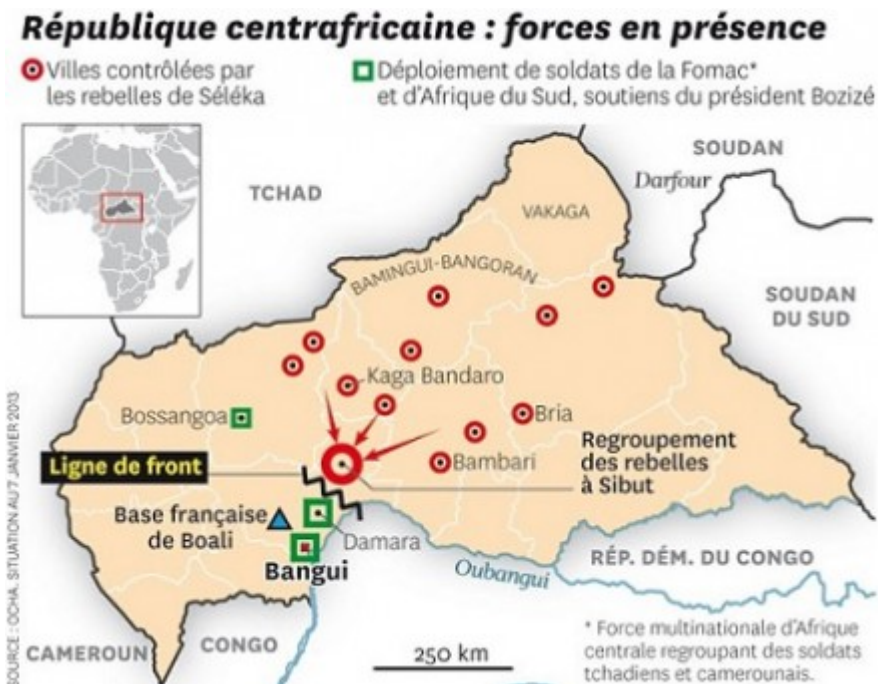 République centrafricaine : forces en présence
Villes contrôlées par
les rebelles de Séléka
Déploiement de soldats de la Fomac*
et d'Afrique du Sud, soutiens du président Bozizé
SOUDAN
Darfour
TCHAD
VAKAGA
BAMINGUI-BANGORAN
SOUDAN
DU SUD
Kaga Bandaro
Bossangoa
Bria
Ligne de front
Bambari
Regroupement
des rebelles
à Sibut
Base française
de Boali
Damara
Bangui
Oubangui
RÉP. DÉM. DU CONGO
CAMEROUN
CONGO
250 km
* Force multinationale d'Afrique
centrale regroupant des soldats
tchadiens et camerounais.
SOURCE : OCHA, SITUATION AU 7 JANVIER 2013